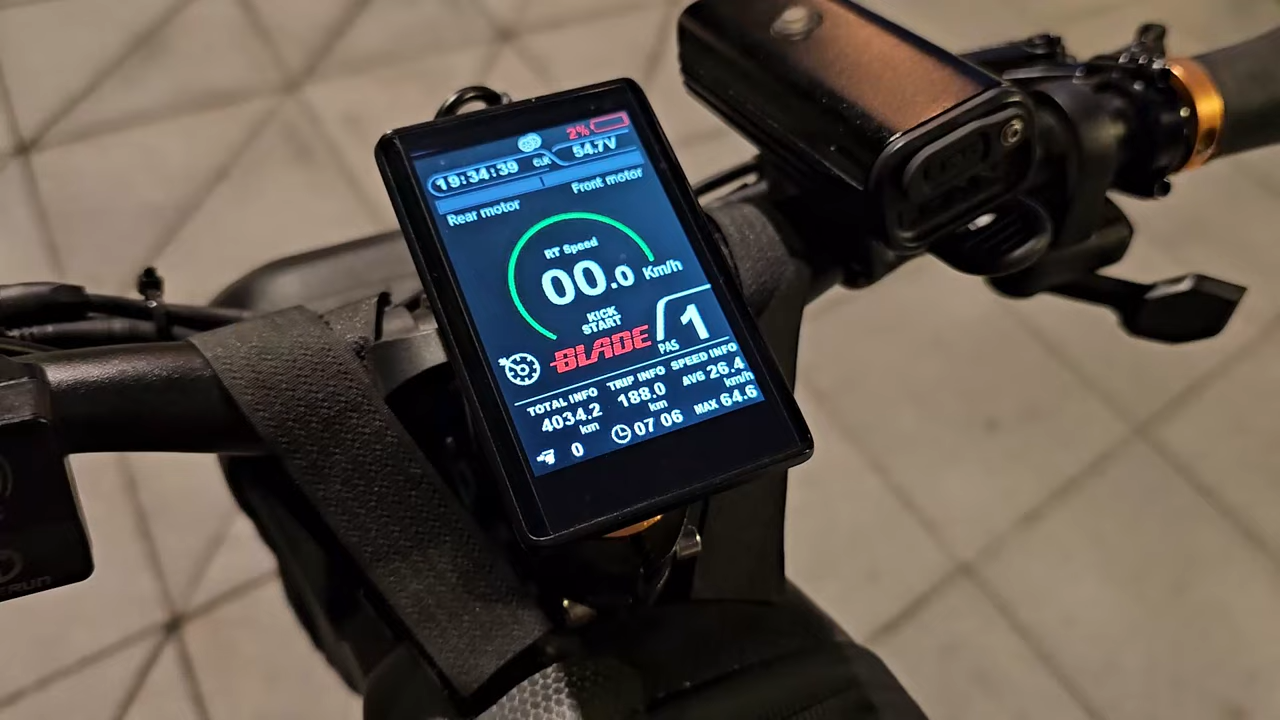 2%
19:34:39 CLR 54.7V
Front motor
Rear motor
RT Speed
00.0 Km/h
KICK
START
BLADE
PAS 1
TOTAL INFO TRIP INFO SPEED INFO
4034.2 km
188.0 km
AVG 26.4 km/h
MAX 64.6
0
07 06